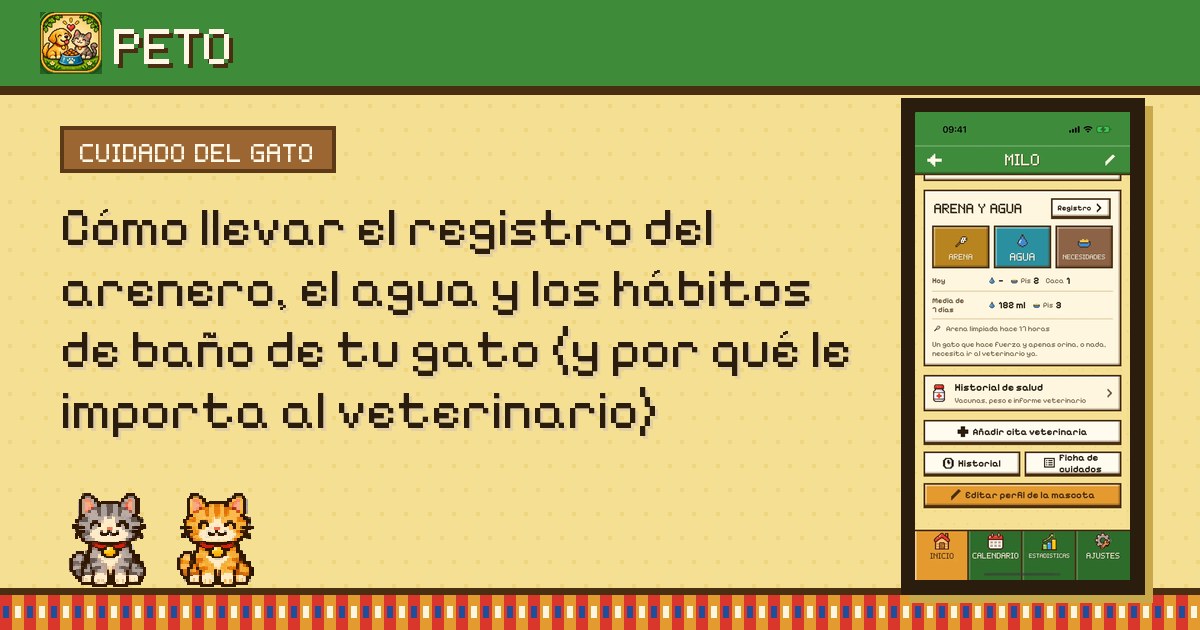 PETO
CUIDADO DEL GATO
Cómo llevar el registro del
arenero, el agua y los hábitos
de baño de tu gato (y por qué le
importa al veterinario)
09:41
MILO
ARENA Y AGUA
Registro
ARENA
AGUA
NECESIDADES
Hoy
- Pis 2 Caca 1
Media de
7 días
182 ml Pis 3
Arena limpiada hace 17 horas
Un gato que hace fuerza y apenas orina, o nada,
necesita ir al veterinario ya.
Historial de salud
Vacunas, peso e informe veterinario
Añadir cita veterinaria
Historial
Ficha de
cuidados
Editar perfil de la mascota
INICIO
CALENDARIO
ESTADÍSTICAS
AJUSTES